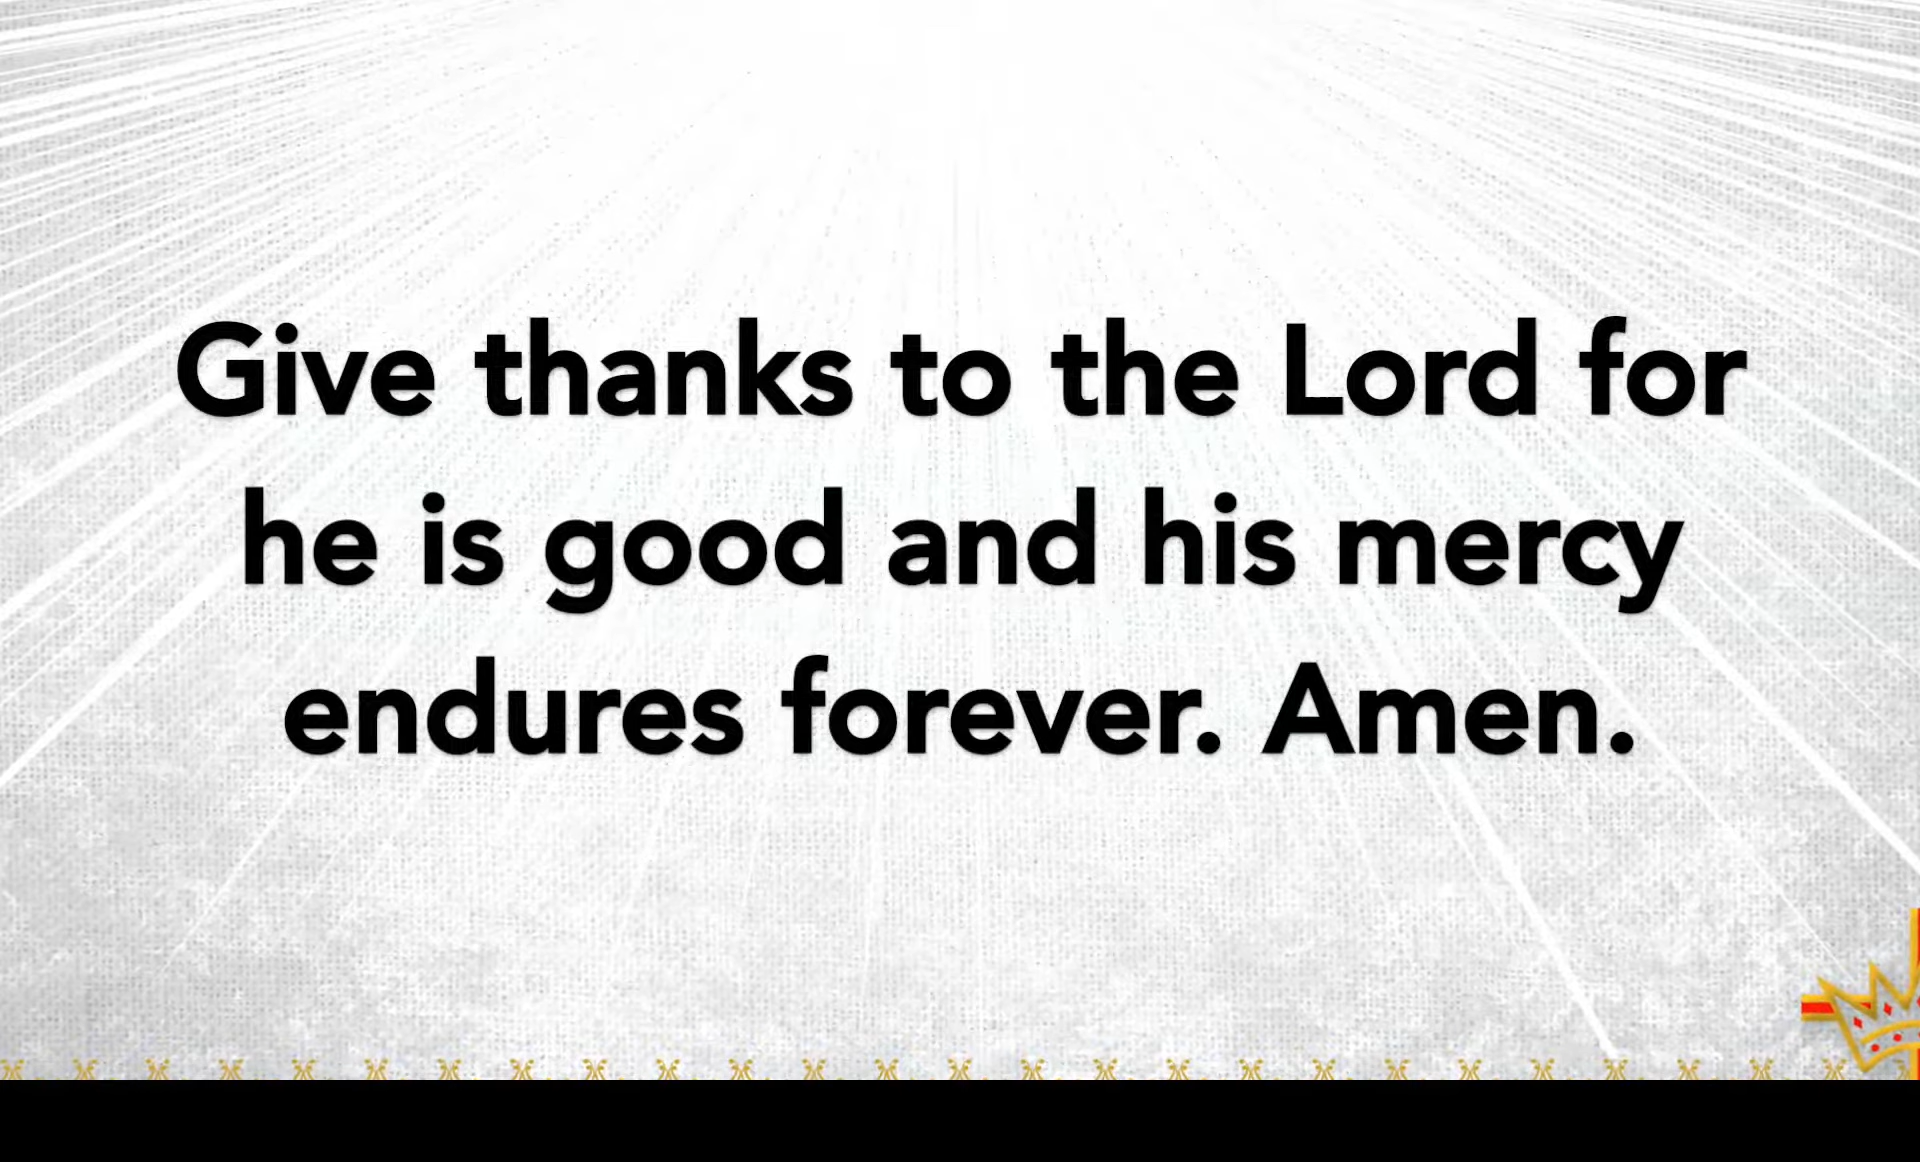 Give thanks to the Lord for
he is good and his mercy
endures forever. Amen.